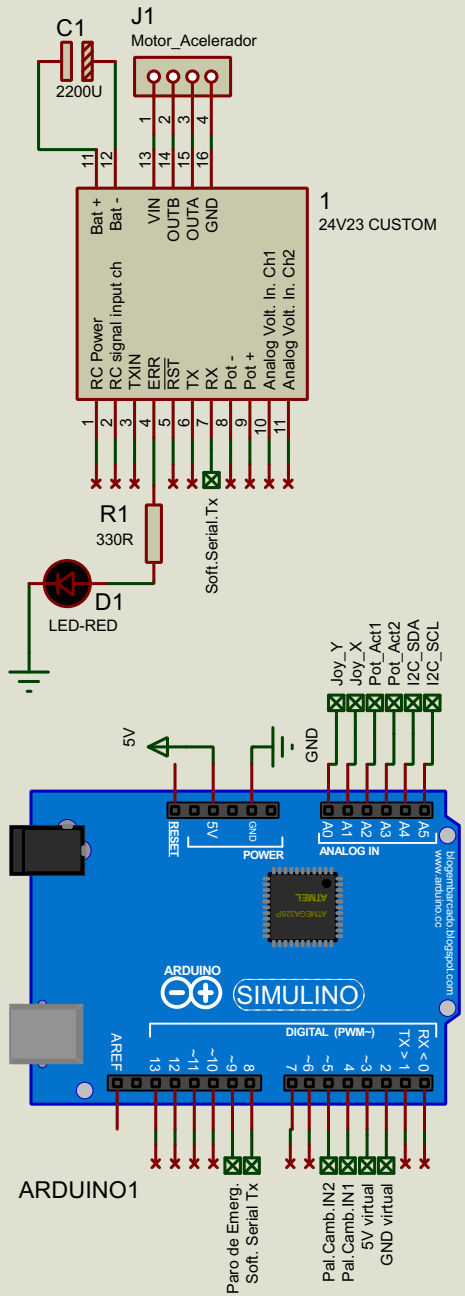 C1
2200U
J1
Motor_Acelerador
1
2
3
4
11
12
13
14
15
16
Bat +
Bat -
VIN
OUTB
OUTA
GND
1
24V23 CUSTOM
RC Power
RC signal input ch
TXIN
ERR
RST
TX
RX
Pot -
Pot +
Analog Volt. In. Ch1
Analog Volt. In. Ch2
1
2
3
4
5
6
7
8
9
10
11
Soft.Serial.Tx
R1
330R
D1
LED-RED
Joy_Y
Joy_X
Pot_Act1
Pot_Act2
I2C_SDA
I2C_SCL
5V
GND
RESET
5V
GND
POWER
A0
A1
A2
A3
A4
A5
ANALOG IN
blogembarcado.blogspot.com
www.arduino.cc
ATMEL
ATMEGA328P
ARDUINO
SIMULINO
DIGITAL (PWM~)
AREF
13
12
~11
~10
~9
8
7
~6
~5
4
~3
2
TX > 1
RX < 0
ARDUINO1
Paro de Emerg.
Soft. Serial Tx
Pal.Camb.IN2
Pal.Camb.IN1
5V virtual
GND virtual